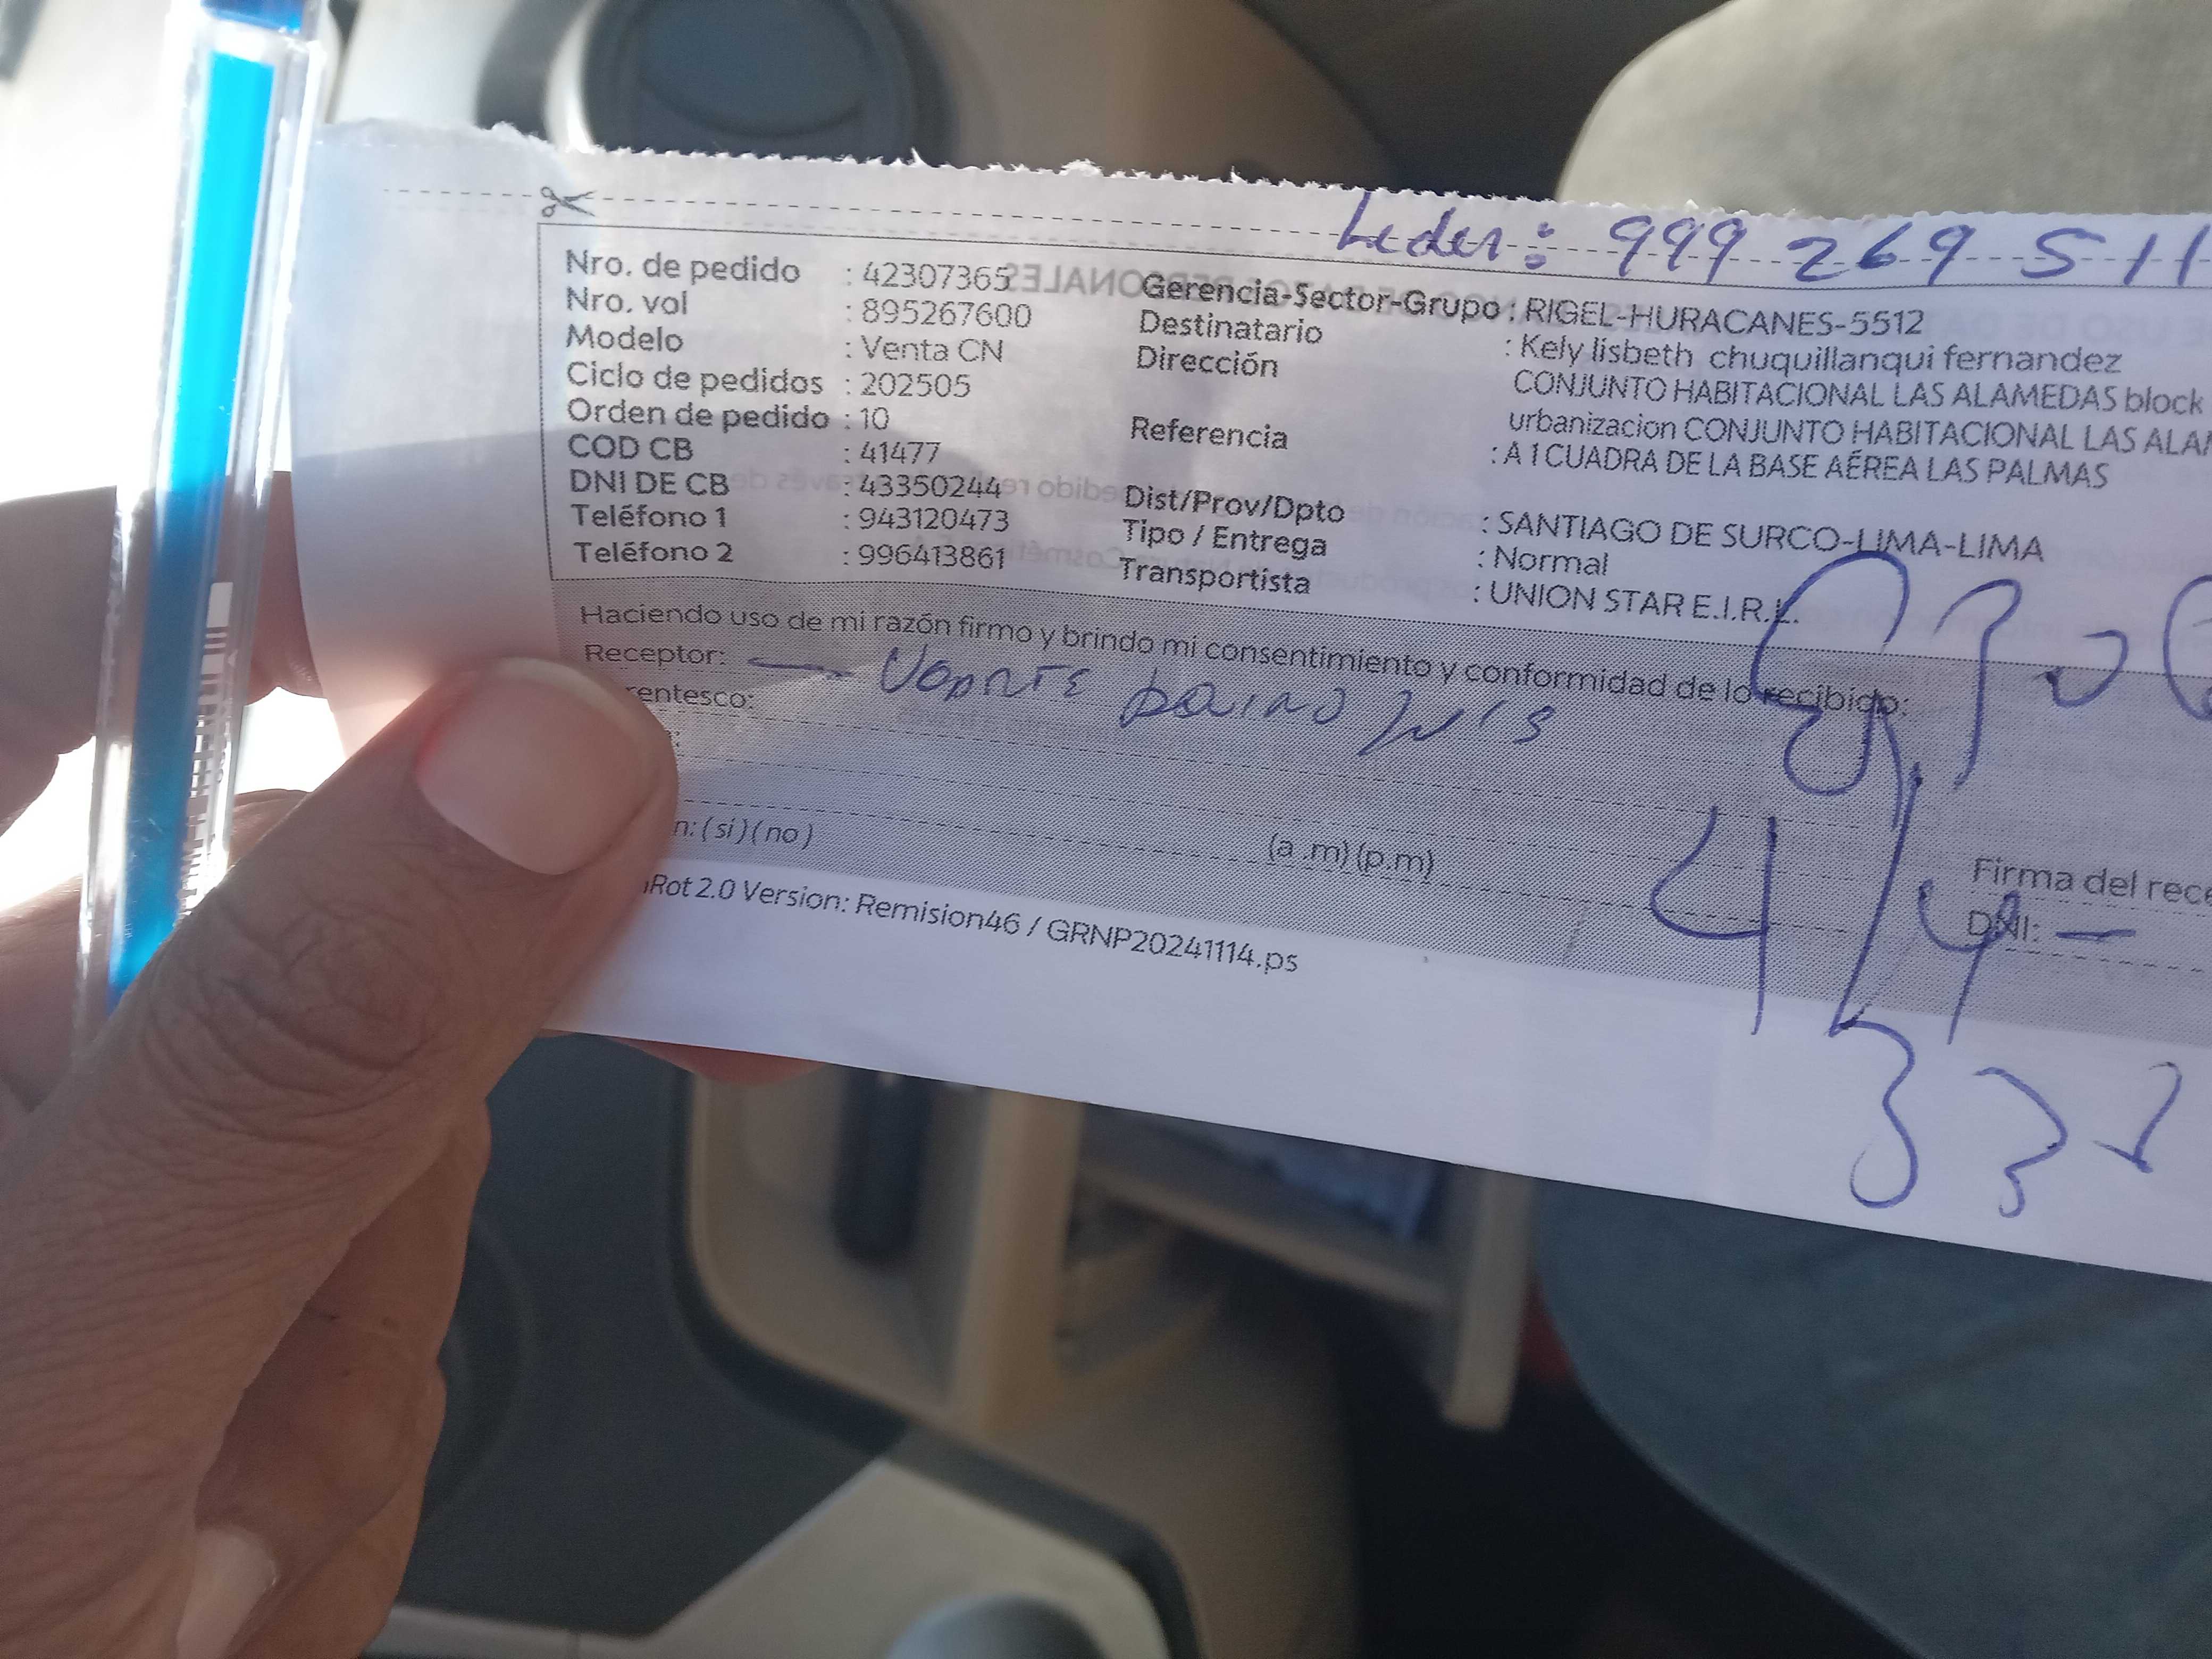 Leder: 999 269 511
Nro. de pedido : 42307365
Nro. vol : 895267600
Modelo : Venta CN
Ciclo de pedidos : 202505
Orden de pedido : 10
COD CB : 41477
DNI DE CB : 43350244
Teléfono 1 : 943120473
Teléfono 2 : 996413861
Gerencia-Sector-Grupo : RIGEL-HURACANES-5512
Destinatario : Kely lisbeth chuquillanqui fernandez
Dirección CONJUNTO HABITACIONAL LAS ALAMEDAS block
urbanizacion CONJUNTO HABITACIONAL LAS ALAM
Referencia : A 1 CUADRA DE LA BASE AÉREA LAS PALMAS
Dist/Prov/Dpto : SANTIAGO DE SURCO-LIMA-LIMA
Tipo / Entrega : Normal
Transportista : UNION STAR E.I.R.L.
Haciendo uso de mi razón firmo y brindo mi consentimiento y conformidad de lo recibido:
Receptor:
rentesco:
n: ( si ) ( no )
(a .m) (p.m)
Firma del rece
DNI: —
Rot 2.0 Version: Remision46 / GRNP20241114.ps
4/4
331